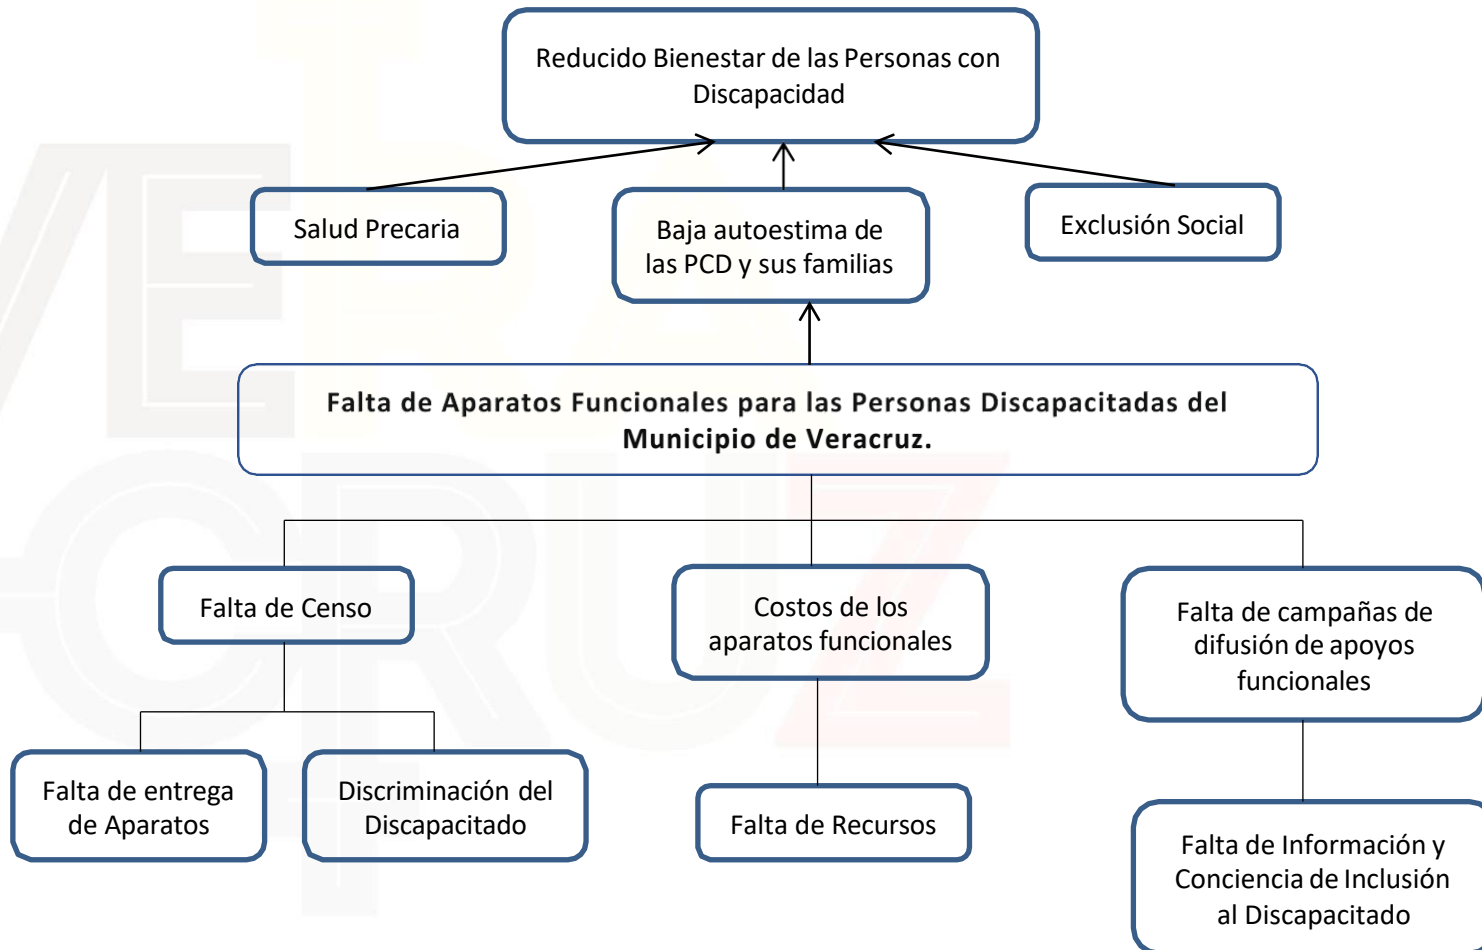 Reducido Bienestar de las Personas con
Discapacidad
Salud Precaria
Baja autoestima de
las PCD y sus familias
Exclusión Social
Falta de Aparatos Funcionales para las Personas Discapacitadas del
Municipio de Veracruz.
Falta de Censo
Costos de los
aparatos funcionales
Falta de campañas de
difusión de apoyos
funcionales
Falta de entrega
de Aparatos
Discriminación del
Discapacitado
Falta de Recursos
Falta de Información y
Conciencia de Inclusión
al Discapacitado
VERA
CRUZ